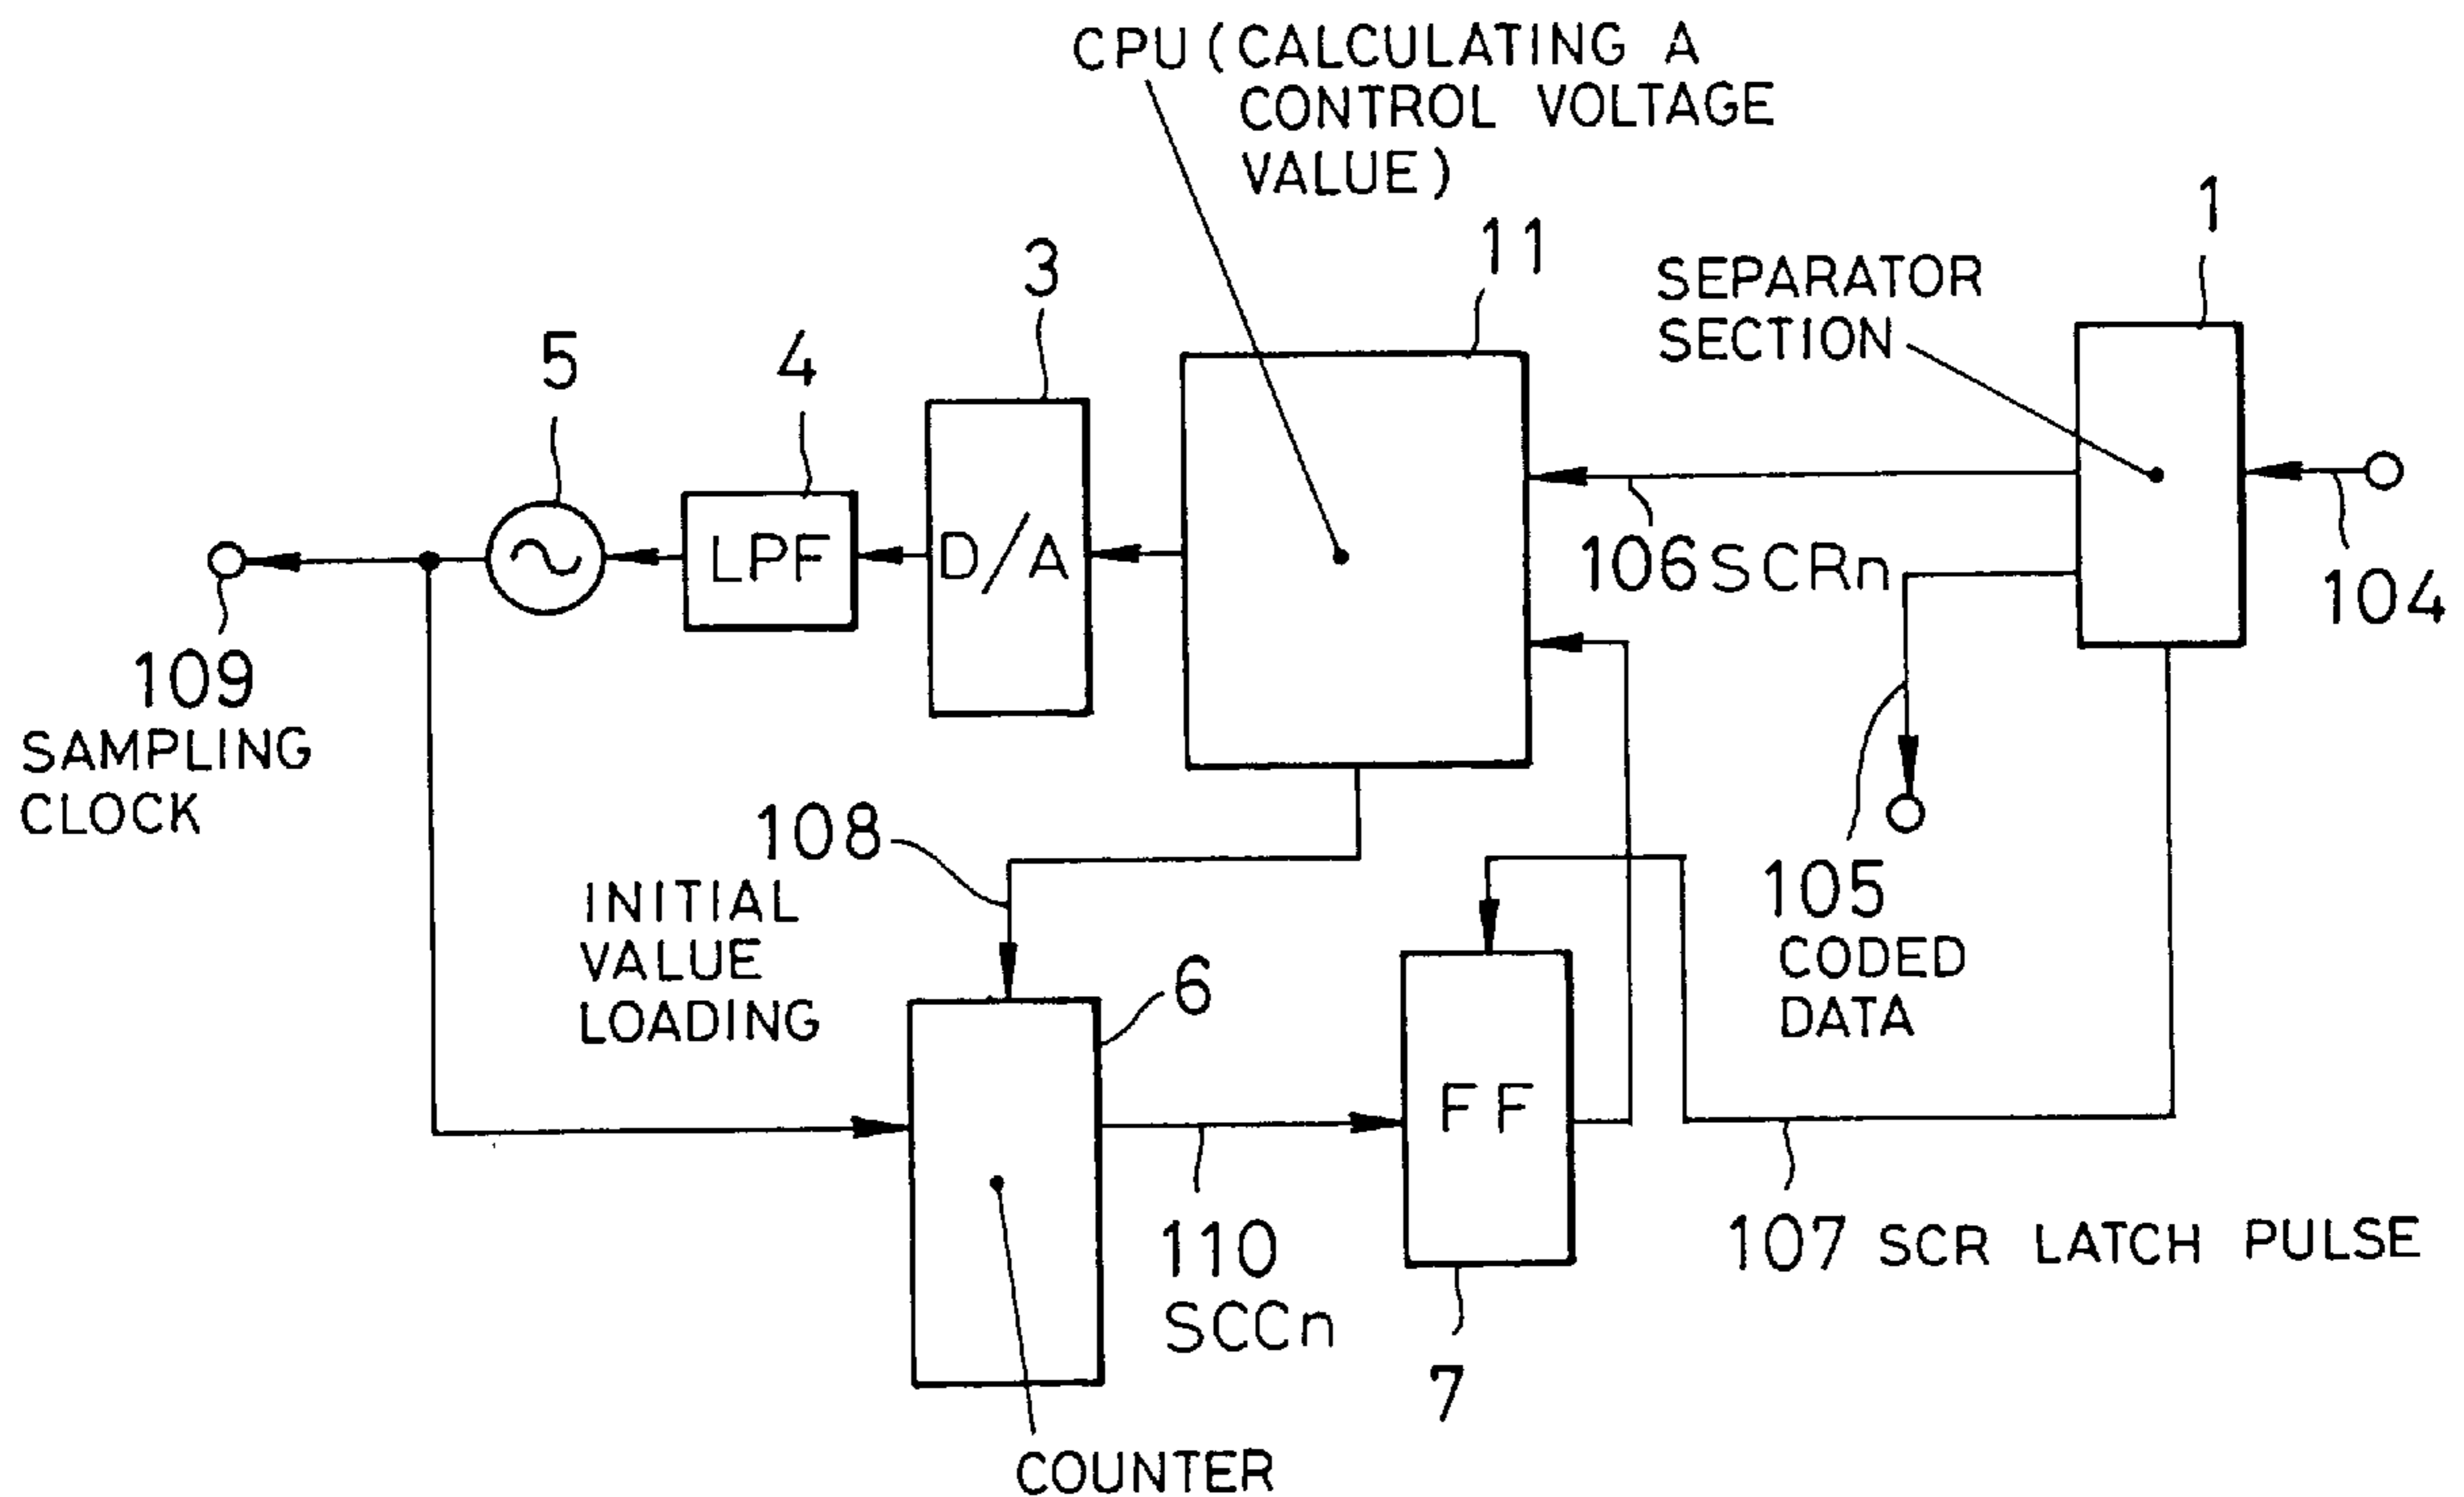 CPU (CALCULATING A
CONTROL VOLTAGE
VALUE)
1
11
3
SEPARATOR
SECTION
5
4
LPF
D/A
106 SCRn
104
109
SAMPLING
CLOCK
108
INITIAL
VALUE
LOADING
105
CODED
DATA
6
FF
110
SCCn
107 SCR LATCH PULSE
7
COUNTER